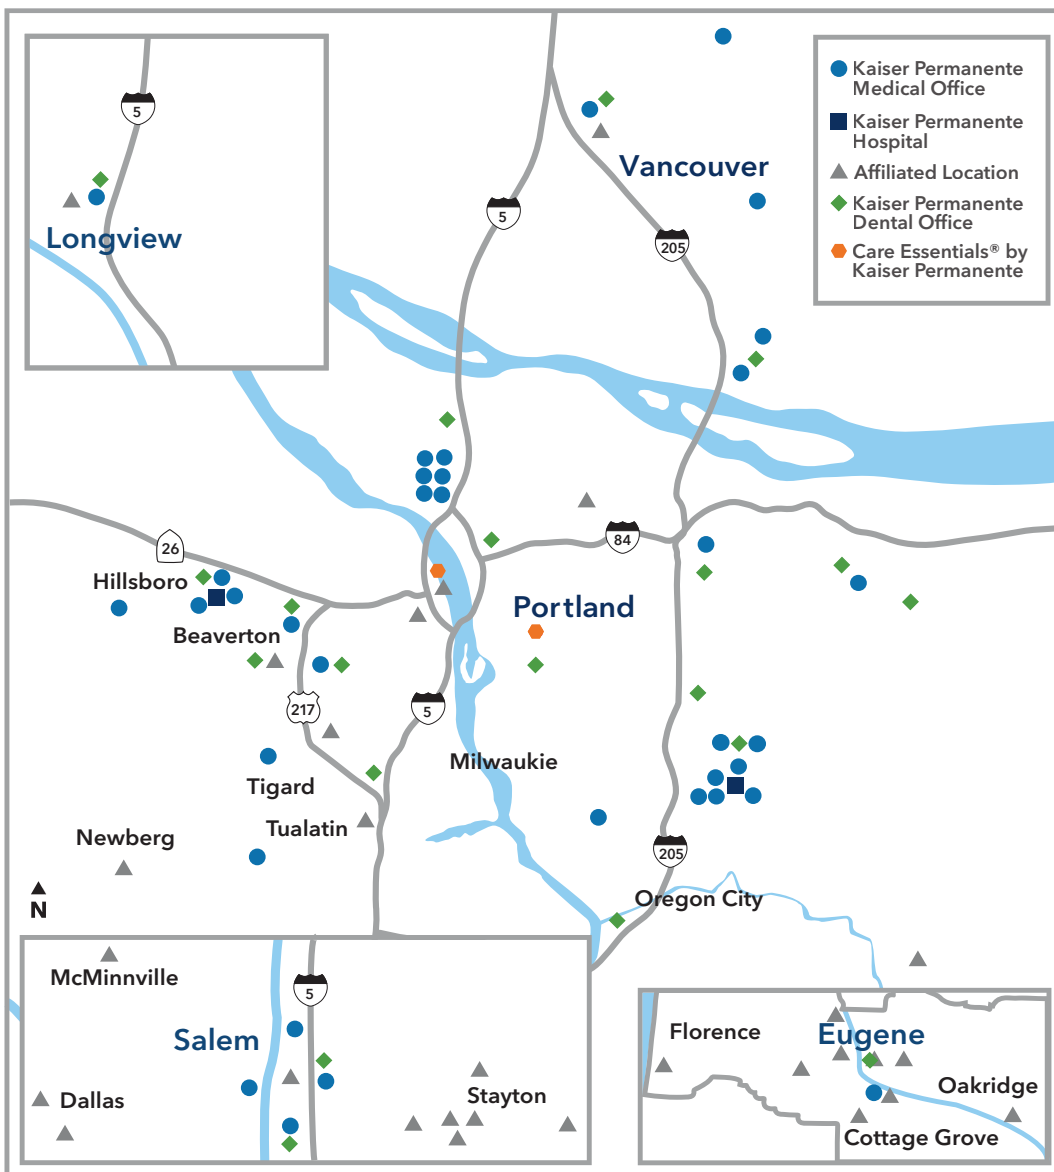 5
Longview
5
Vancouver
205
Kaiser Permanente
Medical Office
Kaiser Permanente
Hospital
Affiliated Location
Kaiser Permanente
Dental Office
Care Essentials® by
Kaiser Permanente
26
84
Hillsboro
Portland
Beaverton
217
5
Milwaukie
Tigard
Tualatin
Newberg
205
N
Oregon City
McMinnville
5
Salem
Dallas
Stayton
Florence
Eugene
Oakridge
Cottage Grove